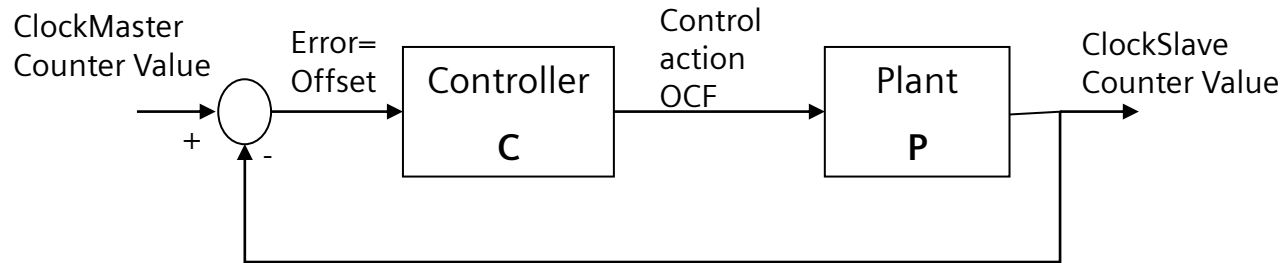 ClockMaster
Counter Value
+
-
Error=
Offset
Controller
C
Control
action
OCF
Plant
P
ClockSlave
Counter Value